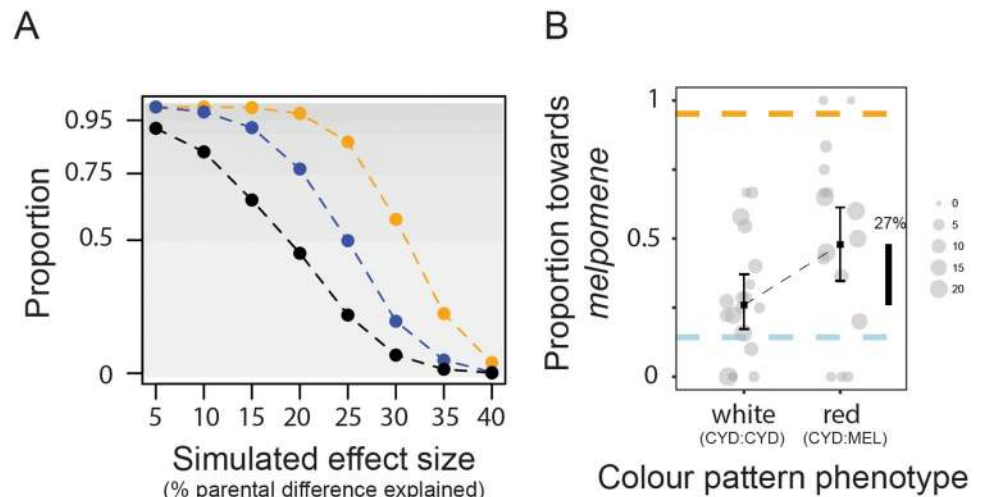 A
B
Proportion
0.95
0.75
0.5
0
5 10 15 20 25 30 35 40
Simulated effect size
(% parental difference explained)
Proportion towards
melpomene
1
0.5
0
27%
0
5
10
15
20
white red
(CYD:CYD) (CYD:MEL)
Colour pattern phenotype